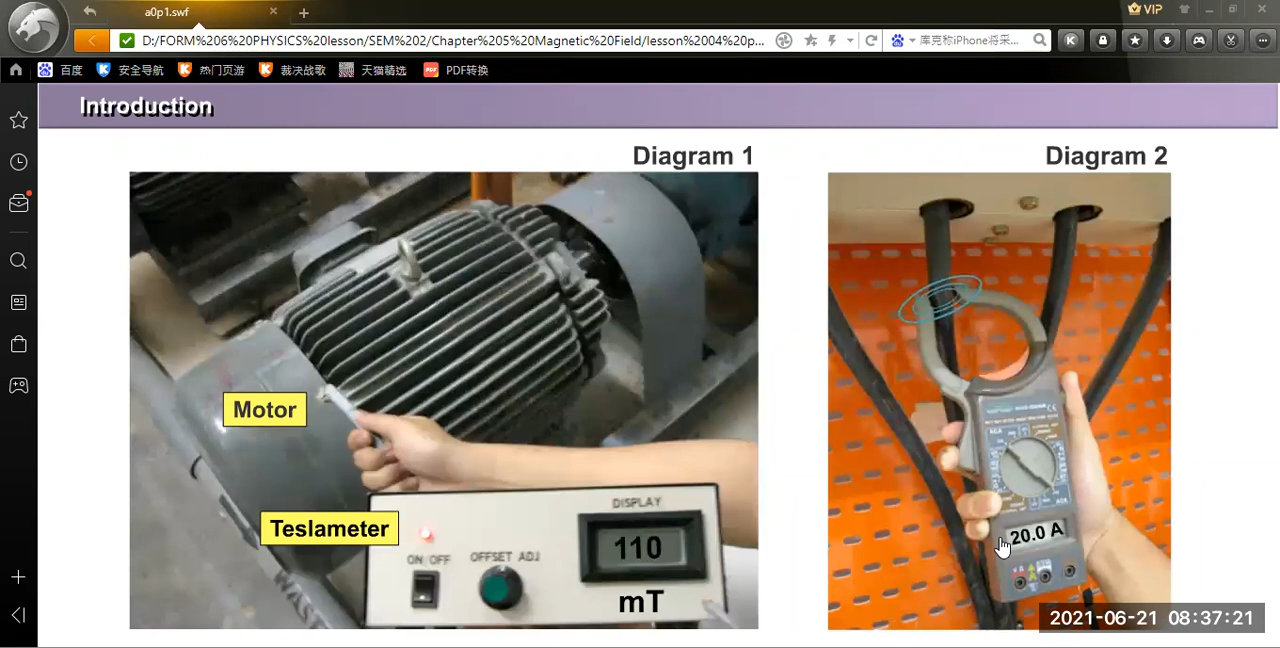 a0p1.swf
VIP
D:/FORM%206%20PHYSICS%20lesson/SEM%202/Chapter%205%20Magnetic%20Field/lesson%2004%20p...
库克称iPhone将采...
百度
安全导航
热门页游
裁决战歌
天猫精选
PDF
PDF转换
Introduction
Diagram 1
Diagram 2
Motor
Teslameter
DISPLAY
ON/OFF
OFFSET ADJ
110
mT
20.0 A
2021-06-21 08:37:21